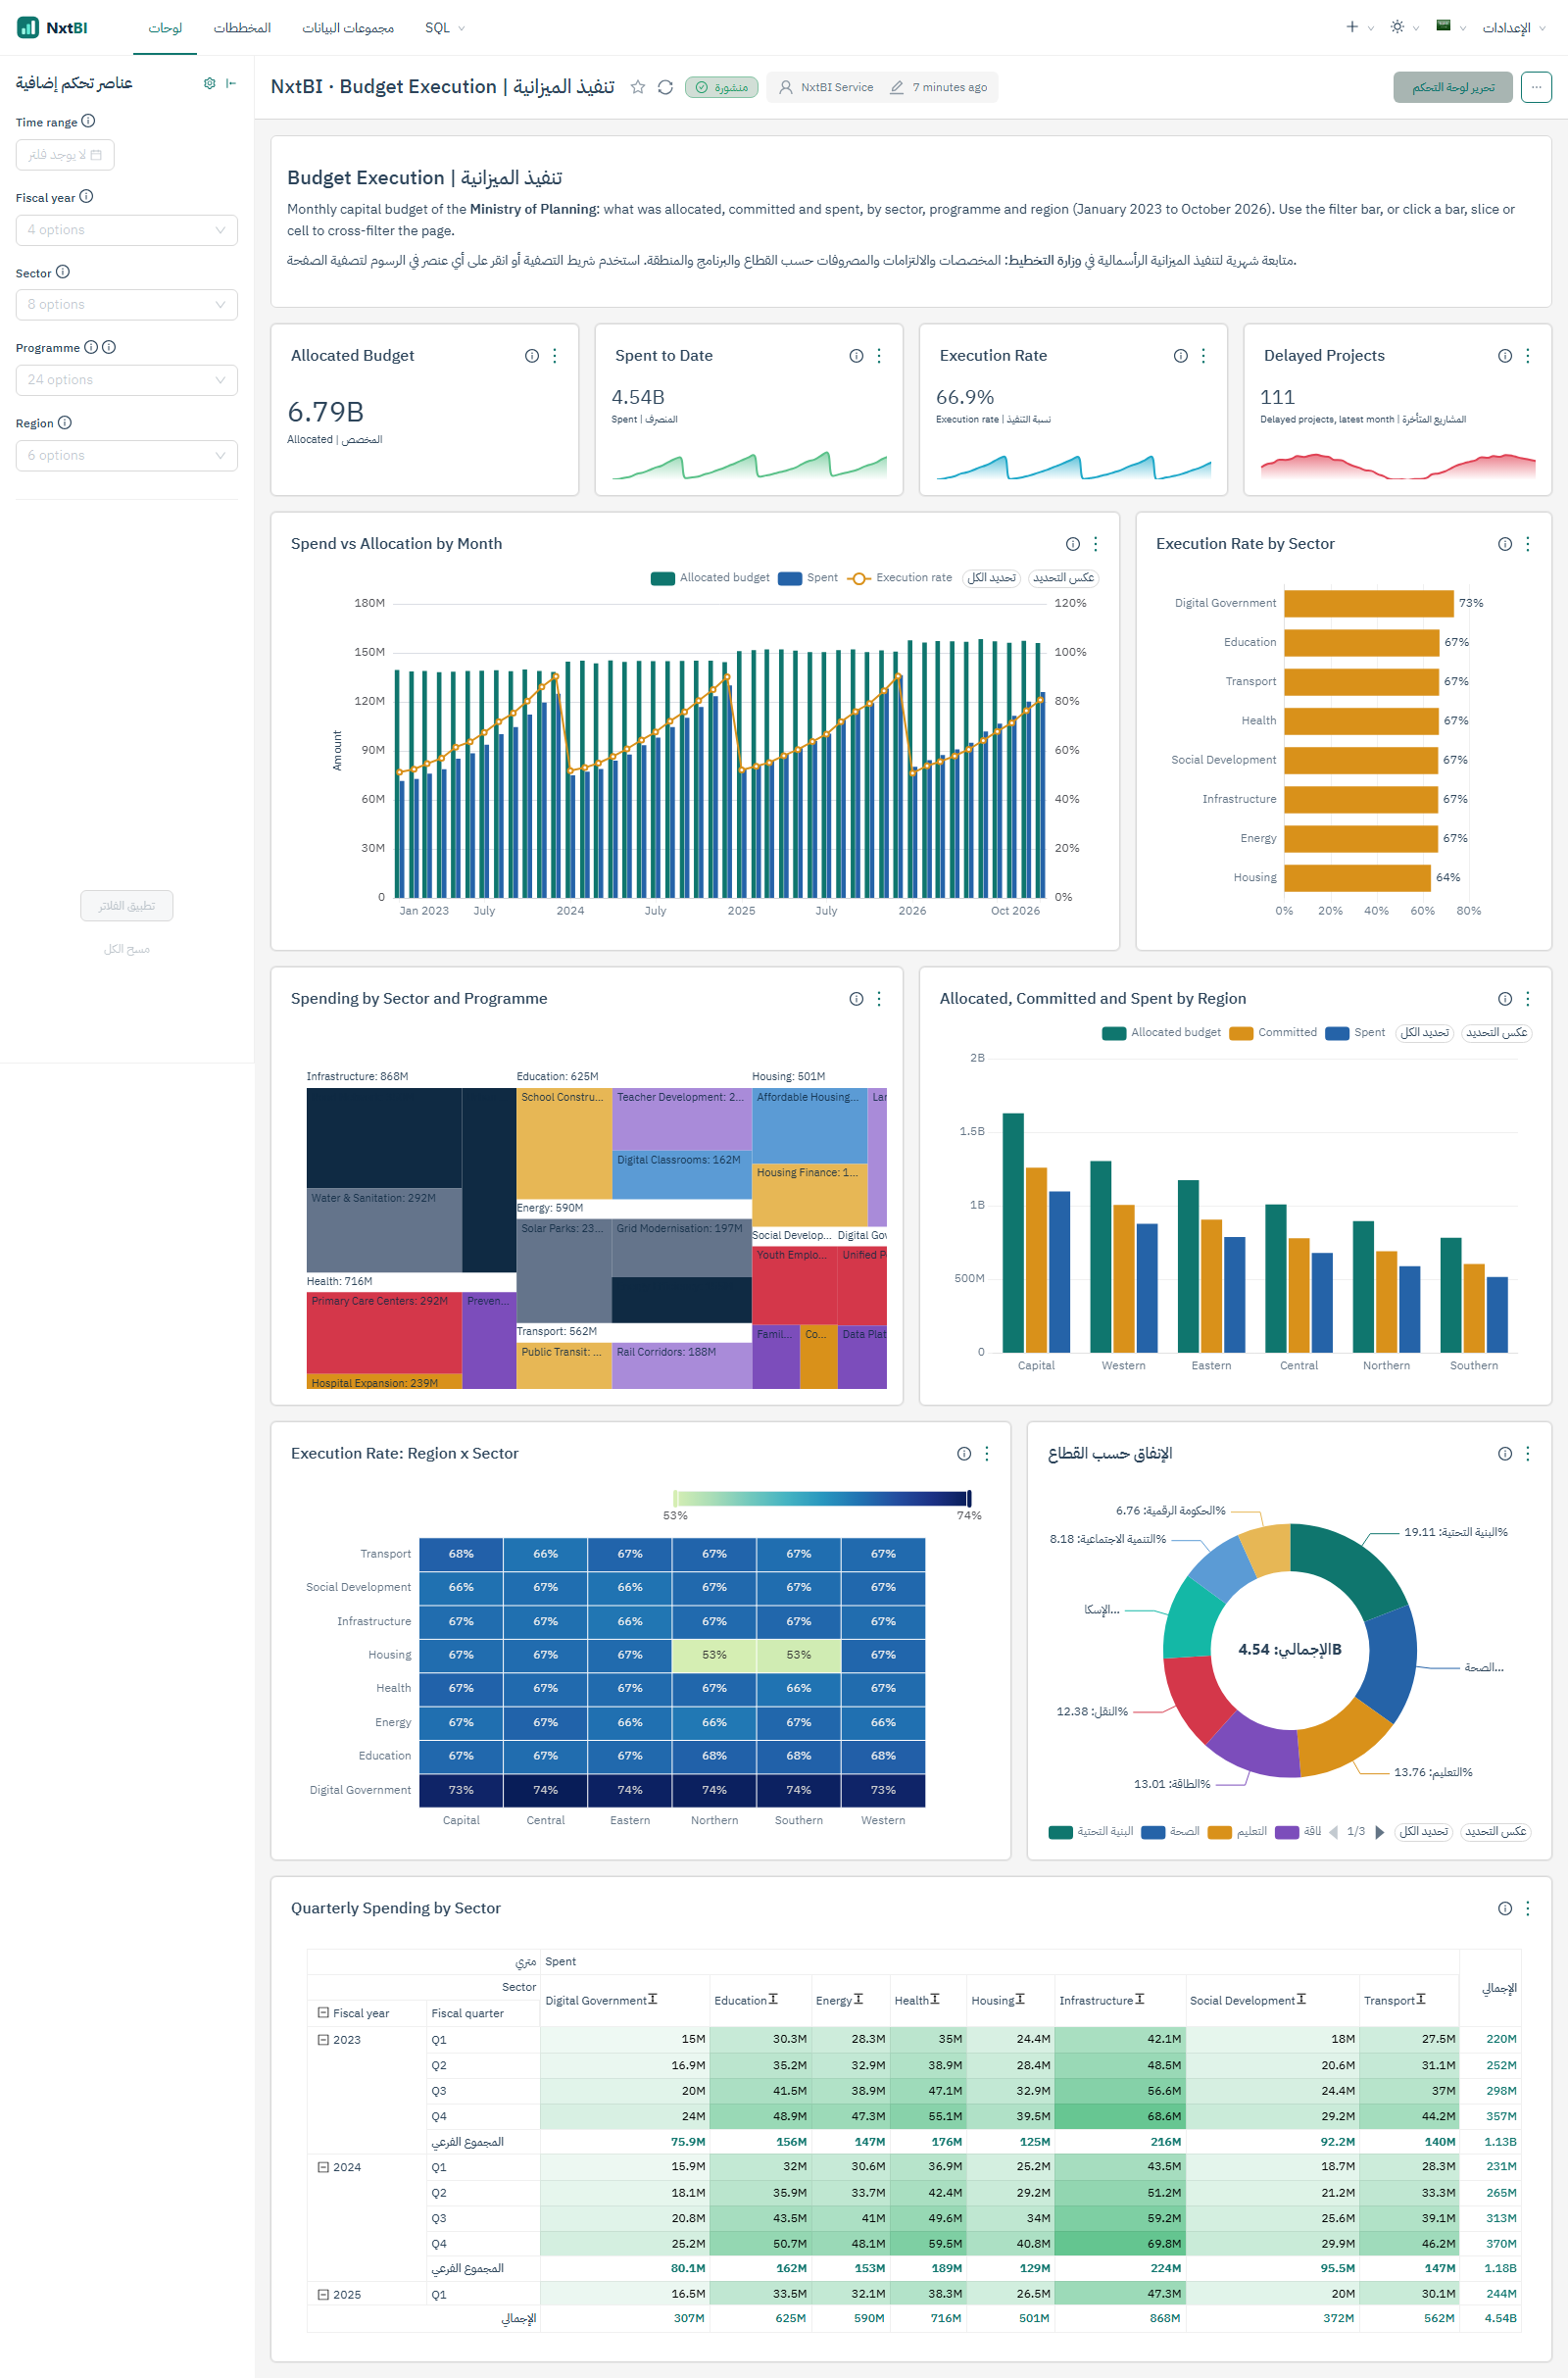 NxtBI
لوحات
المخططات
مجموعات البيانات
SQL
الإعدادات
عناصر تحكم إضافية
Time range
لا يوجد فلتر
Fiscal year
4 options
Sector
8 options
Programme
24 options
Region
6 options
تطبيق الفلاتر
مسح الكل
NxtBI · Budget Execution | تنفيذ الميزانية
منشورة
NxtBI Service
7 minutes ago
تحرير لوحة التحكم
...
Budget Execution | تنفيذ الميزانية
Monthly capital budget of the Ministry of Planning: what was allocated, committed and spent, by sector, programme and region (January 2023 to October 2026). Use the filter bar, or click a bar, slice or
cell to cross-filter the page.
متابعة شهرية لتنفيذ الميزانية الرأسمالية في وزارة التخطيط: المخصصات والالتزامات والمصروفات حسب القطاع والبرنامج والمنطقة. استخدم شريط التصفية أو انقر على أي عنصر في الرسوم لتصفية الصفحة.
Allocated Budget
6.79B
Allocated | المخصص
Spent to Date
4.54B
Spent | المنصرف
Execution Rate
66.9%
Execution rate | نسبة التنفيذ
Delayed Projects
111
Delayed projects, latest month | المشاريع المتأخرة
Spend vs Allocation by Month
Allocated budget Spent Execution rate تحديد الكل عكس التحديد
180M 120%
150M 100%
120M 80%
90M 60%
60M 40%
30M 20%
0 0%
Amount
Jan 2023 July 2024 July 2025 July 2026 Oct 2026
Execution Rate by Sector
Digital Government 73%
Education 67%
Transport 67%
Health 67%
Social Development 67%
Infrastructure 67%
Energy 67%
Housing 64%
0% 20% 40% 60% 80%
Spending by Sector and Programme
Infrastructure: 868M
Water & Sanitation: 292M
Health: 716M
Primary Care Centers: 292M
Preven...
Hospital Expansion: 239M
Education: 625M
School Constru...
Teacher Development: 2...
Digital Classrooms: 162M
Energy: 590M
Solar Parks: 23...
Grid Modernisation: 197M
Transport: 562M
Public Transit: ...
Rail Corridors: 188M
Housing: 501M
Affordable Housing...
Lar
Housing Finance: 1...
Social Develop...
Digital Gov
Youth Emplo...
Unified P
Famil...
Co...
Data Plat
Allocated, Committed and Spent by Region
Allocated budget Committed Spent تحديد الكل عكس التحديد
2B
1.5B
1B
500M
0
Capital Western Eastern Central Northern Southern
Execution Rate: Region x Sector
53% 74%
Transport 68% 66% 67% 67% 67% 67%
Social Development 66% 67% 66% 67% 67% 67%
Infrastructure 67% 67% 66% 67% 67% 67%
Housing 67% 67% 67% 53% 53% 67%
Health 67% 67% 67% 67% 66% 67%
Energy 67% 67% 66% 66% 67% 66%
Education 67% 67% 67% 68% 68% 68%
Digital Government 73% 74% 74% 74% 74% 73%
Capital Central Eastern Northern Southern Western
الإنفاق حسب القطاع
الحكومة الرقمية: 6.76%
البنية التحتية: 19.11%
التنمية الاجتماعية: 8.18%
الإسكا...
الإجمالي: 4.54B
الصحة...
النقل: 12.38%
التعليم: 13.76%
الطاقة: 13.01%
البنية التحتية الصحة التعليم 1/3 تحديد الكل عكس التحديد
Quarterly Spending by Sector
متري Spent الإجمالي
Sector Digital Government Education Energy Health Housing Infrastructure Social Development Transport
Fiscal year Fiscal quarter
2023 Q1 15M 30.3M 28.3M 35M 24.4M 42.1M 18M 27.5M 220M
Q2 16.9M 35.2M 32.9M 38.9M 28.4M 48.5M 20.6M 31.1M 252M
Q3 20M 41.5M 38.9M 47.1M 32.9M 56.6M 24.4M 37M 298M
Q4 24M 48.9M 47.3M 55.1M 39.5M 68.6M 29.2M 44.2M 357M
المجموع الفرعي 75.9M 156M 147M 176M 125M 216M 92.2M 140M 1.13B
2024 Q1 15.9M 32M 30.6M 36.9M 25.2M 43.5M 18.7M 28.3M 231M
Q2 18.1M 35.9M 33.7M 42.4M 29.2M 51.2M 21.2M 33.3M 265M
Q3 20.8M 43.5M 41M 49.6M 34M 59.2M 25.6M 39.1M 313M
Q4 25.2M 50.7M 48.1M 59.5M 40.8M 69.8M 29.9M 46.2M 370M
المجموع الفرعي 80.1M 162M 153M 189M 129M 224M 95.5M 147M 1.18B
2025 Q1 16.5M 33.5M 32.1M 38.3M 26.5M 47.3M 20M 30.1M 244M
الإجمالي 307M 625M 590M 716M 501M 868M 372M 562M 4.54B